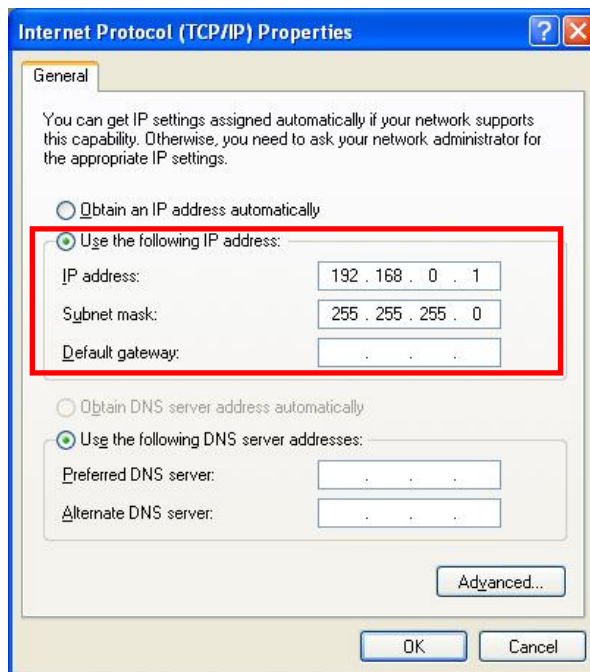 Internet Protocol (TCP/IP) Properties
General
You can get IP settings assigned automatically if your network supports
this capability. Otherwise, you need to ask your network administrator for
the appropriate IP settings.
Obtain an IP address automatically
Use the following IP address:
IP address: 192 . 168 . 0 . 1
Subnet mask: 255 . 255 . 255 . 0
Default gateway: . . .
Obtain DNS server address automatically
Use the following DNS server addresses:
Preferred DNS server: . . .
Alternate DNS server: . . .
Advanced...
OK Cancel